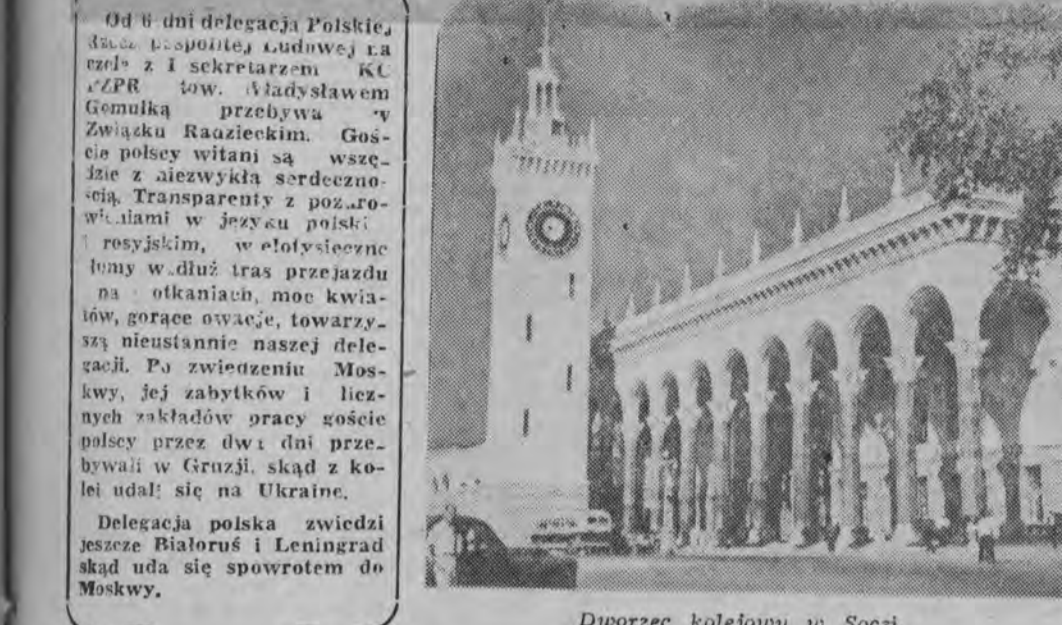 Od 6 dni delegacja Polskiej
Ludowej na
czele z I sekretarzem KC
PZPR tow. Władysławem
Gomułką przebywa w
Związku Radzieckim. Goś-
cie polscy witani są wszę-
dzie z niezwykłą serdeczno-
ścią. Transparenty z pozdro-
wieniami w języku polski
i rosyjskim, wielotysięczne
tłumy wzdłuż tras przejazdu
na otkaniach, moc kwia-
tów, gorące owacje, towarzy-
szą nieustannie naszej dele-
gacji. Po zwiedzeniu Mos-
kwy, jej zabytków i licz-
nych zakładów pracy goście
polscy przez dwa dni prze-
bywali w Gruzji, skąd z ko-
lei udali się na Ukrainę.
Delegacja polska zwiedzi
jeszcze Białoruś i Leningrad
skąd uda się spowrotem do
Moskwy.
Dworzec kolejowy w Soczi